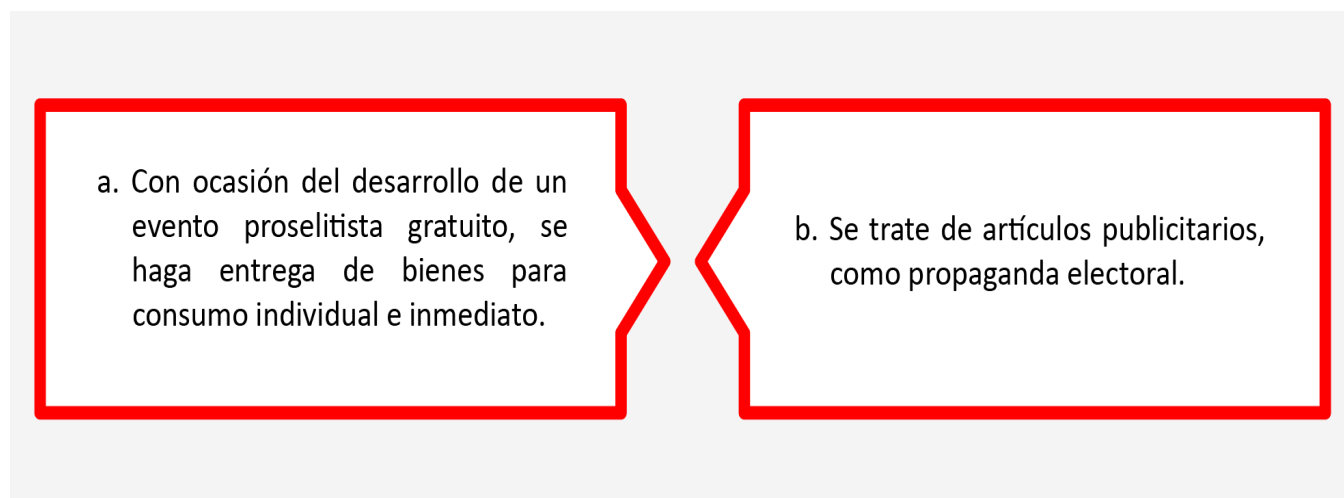 a. Con ocasión del desarrollo de un
evento proselitista gratuito, se
haga entrega de bienes para
consumo individual e inmediato.
b. Se trate de artículos publicitarios,
como propaganda electoral.